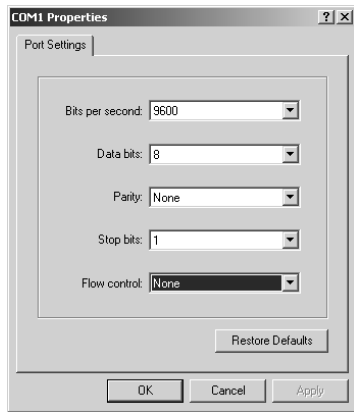 COM1 Properties
Port Settings
Bits per second: 9600
Data bits: 8
Parity: None
Stop bits: 1
Flow control: None
Restore Defaults
OK Cancel Apply